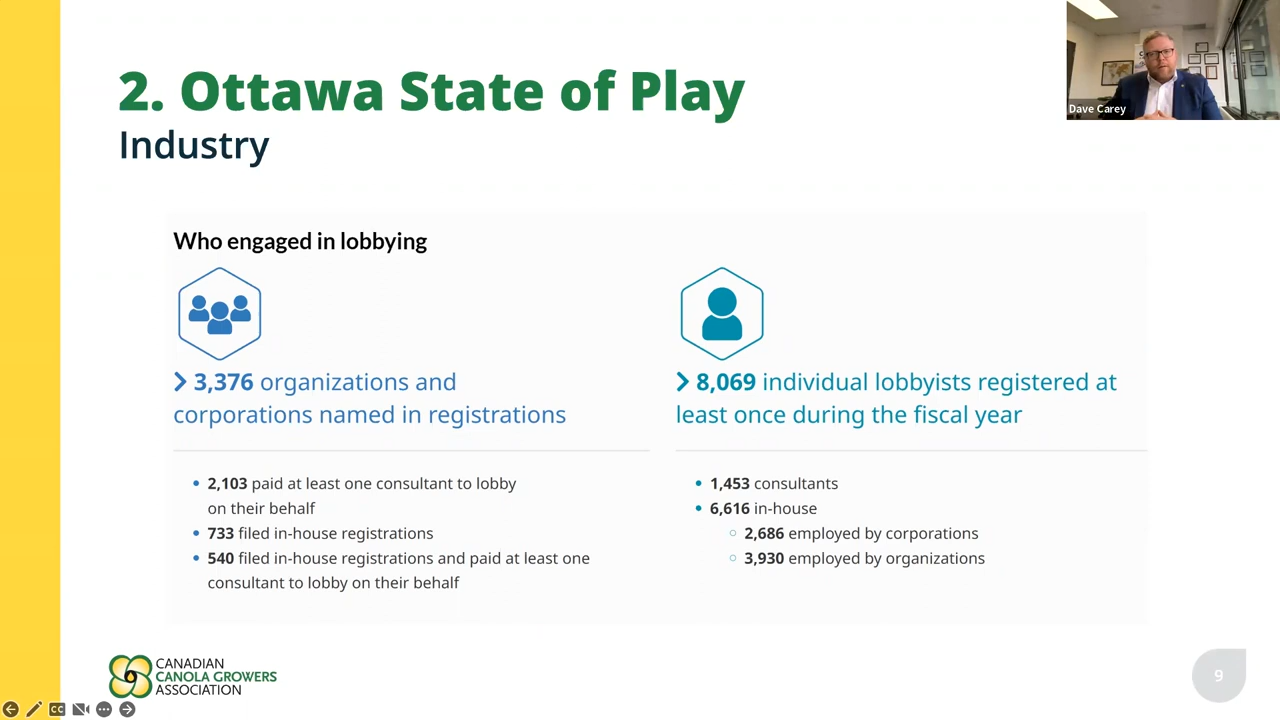 2. Ottawa State of Play
Industry
Dave Carey
Who engaged in lobbying
3,376 organizations and
corporations named in registrations
2,103 paid at least one consultant to lobby
on their behalf
733 filed in-house registrations
540 filed in-house registrations and paid at least one
consultant to lobby on their behalf
8,069 individual lobbyists registered at
least once during the fiscal year
1,453 consultants
6,616 in-house
2,686 employed by corporations
3,930 employed by organizations
CANADIAN
CANOLA GROWERS
ASSOCIATION
9
CC